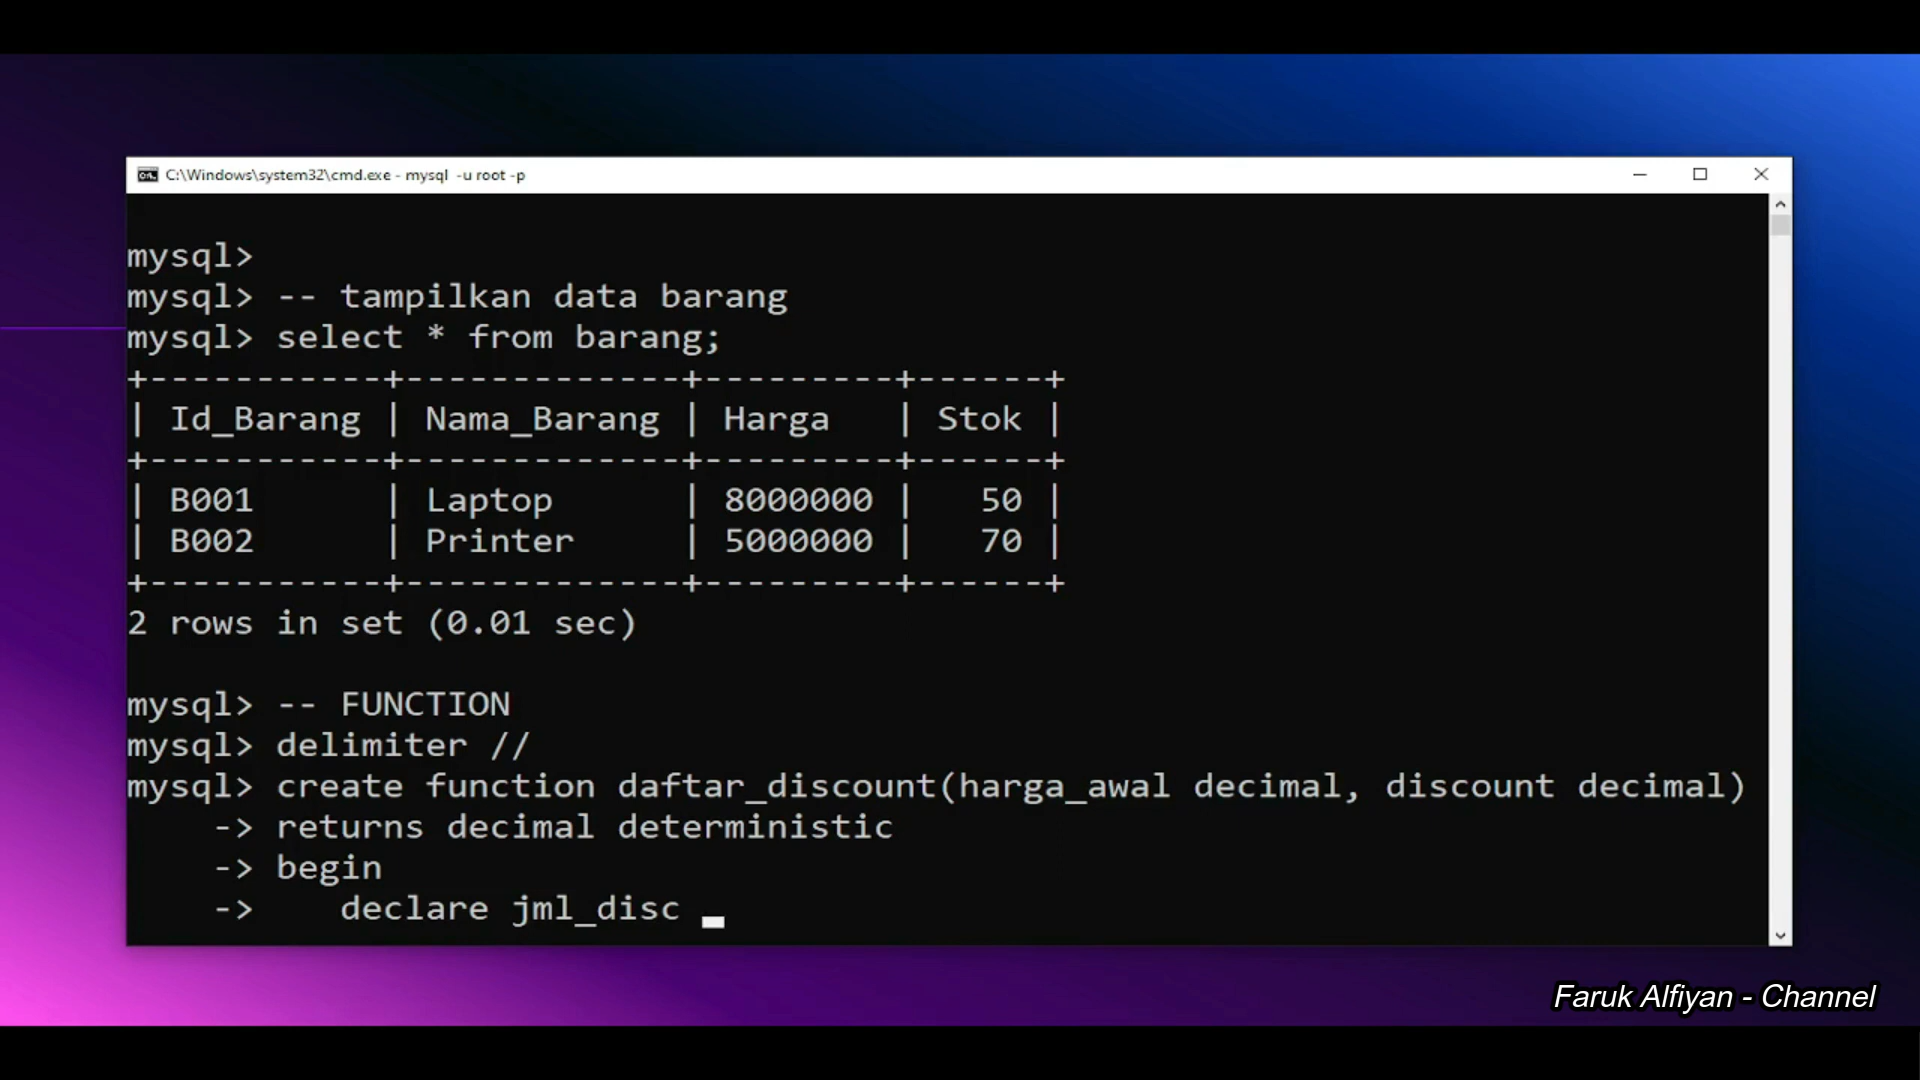 C:\Windows\system32\cmd.exe - mysql -u root -p
mysql>
mysql> -- tampilkan data barang
mysql> select * from barang;
+-----------+-------------+---------+------+
| Id_Barang | Nama_Barang | Harga   | Stok |
+-----------+-------------+---------+------+
| B001      | Laptop      | 8000000 |   50 |
| B002      | Printer     | 5000000 |   70 |
+-----------+-------------+---------+------+
2 rows in set (0.01 sec)
mysql> -- FUNCTION
mysql> delimiter //
mysql> create function daftar_discount(harga_awal decimal, discount decimal)
    -> returns decimal deterministic
    -> begin
    ->    declare jml_disc
Faruk Alfiyan - Channel